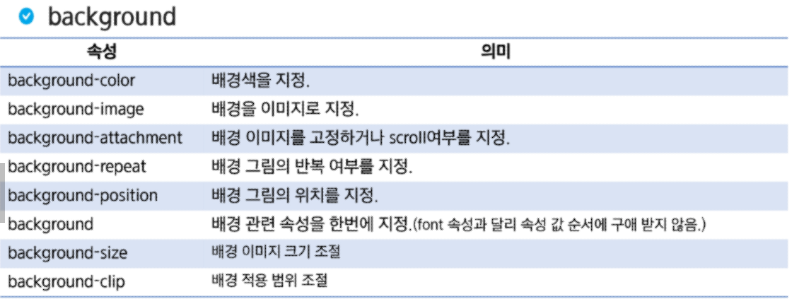 background
속성 의미
background-color 배경색을 지정.
background-image 배경을 이미지로 지정.
background-attachment 배경 이미지를 고정하거나 scroll여부를 지정.
background-repeat 배경 그림의 반복 여부를 지정.
background-position 배경 그림의 위치를 지정.
background 배경 관련 속성을 한번에 지정.(font 속성과 달리 속성 값 순서에 구애 받지 않음.)
background-size 배경 이미지 크기 조절
background-clip 배경 적용 범위 조절